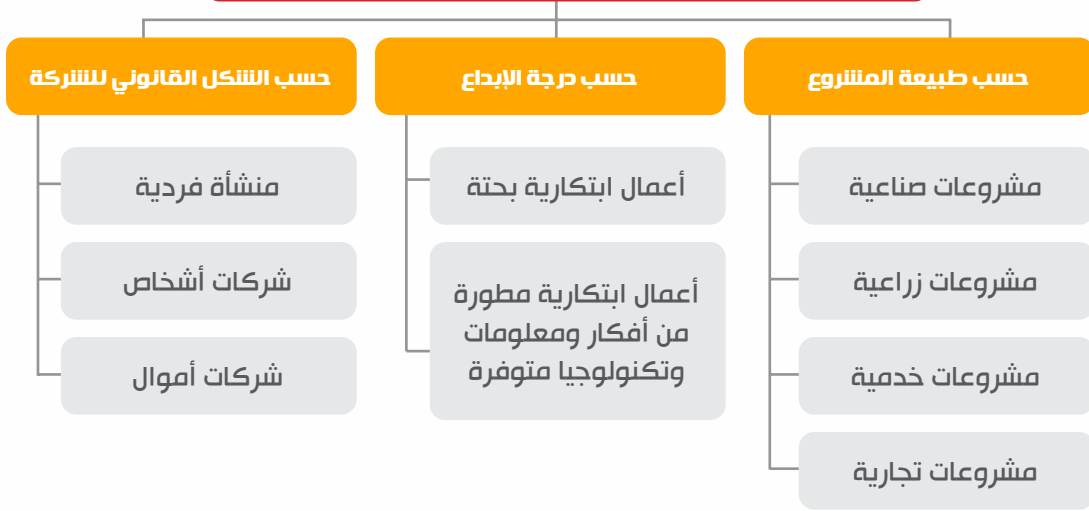 حسب طبيعة المشروع
مشروعات صناعية
مشروعات زراعية
مشروعات خدمية
مشروعات تجارية
حسب درجة الإبداع
أعمال ابتكارية بحتة
أعمال ابتكارية مطورة
من أفكار ومعلومات
وتكنولوجيا متوفرة
حسب الشكل القانوني للشركة
منشأة فردية
شركات أشخاص
شركات أموال